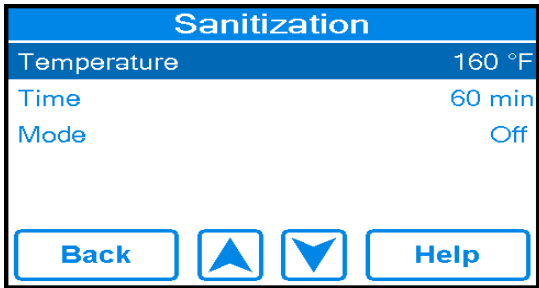 Sanitization
Temperature 160 °F
Time 60 min
Mode Off
Back Help